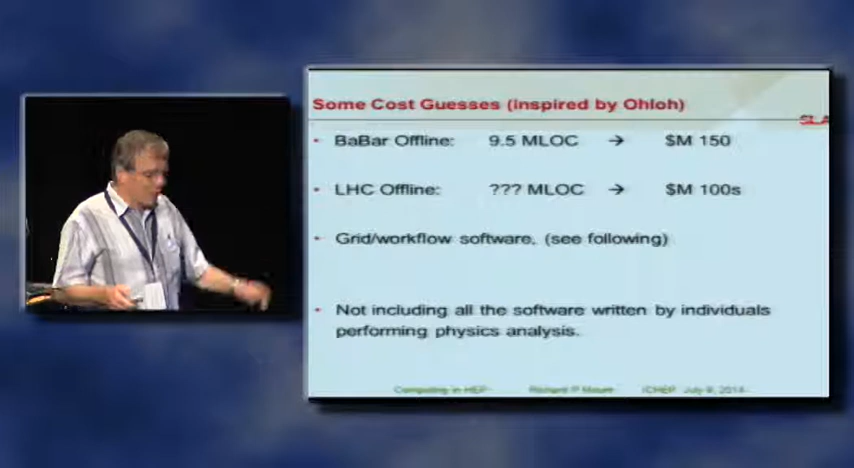 Some Cost Guesses (inspired by Ohloh)
SLA
• BaBar Offline: 9.5 MLOC → $M 150
• LHC Offline: ??? MLOC → $M 100s
• Grid/workflow software, (see following)
• Not including all the software written by individuals
performing physics analysis.
Computing in HEP Richard P Mount ICHEP July 9, 2014